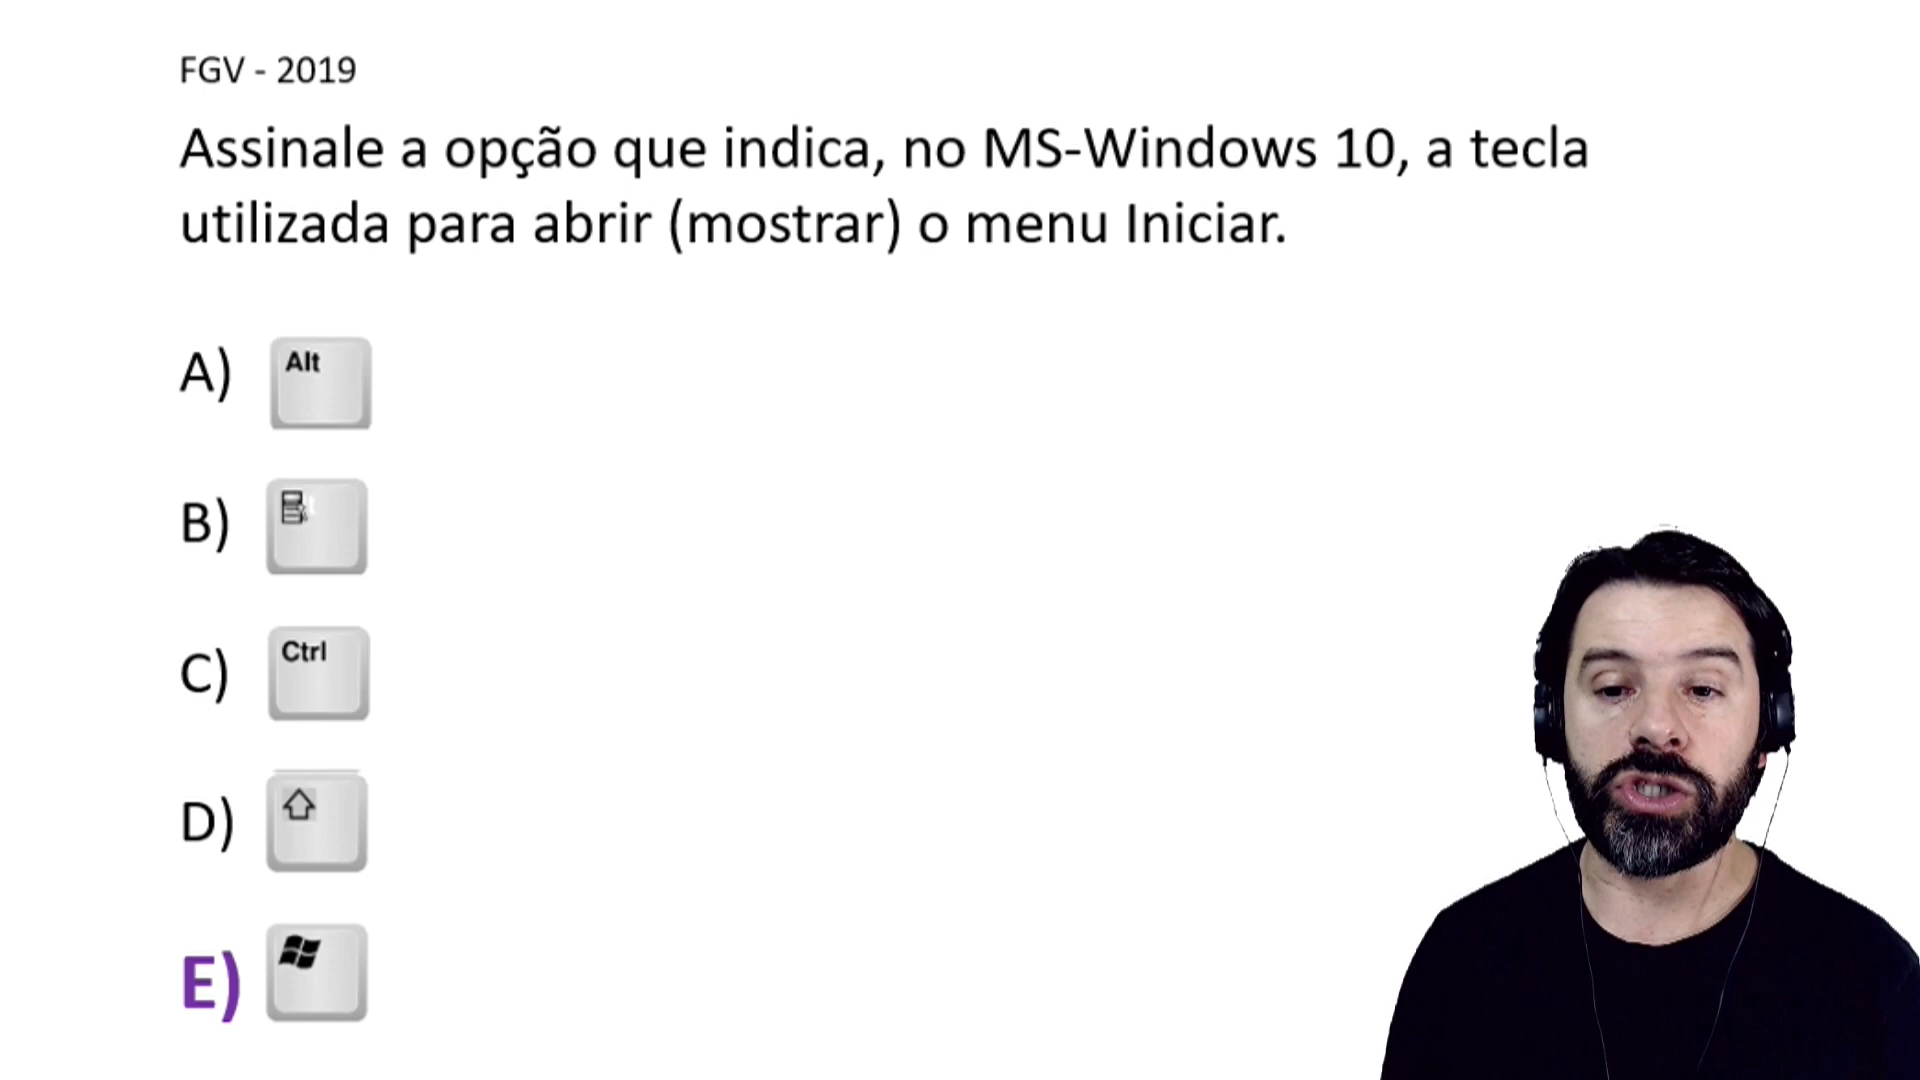 FGV - 2019
Assinale a opção que indica, no MS-Windows 10, a tecla
utilizada para abrir (mostrar) o menu Iniciar.
A) Alt
B)
C) Ctrl
D)
E)